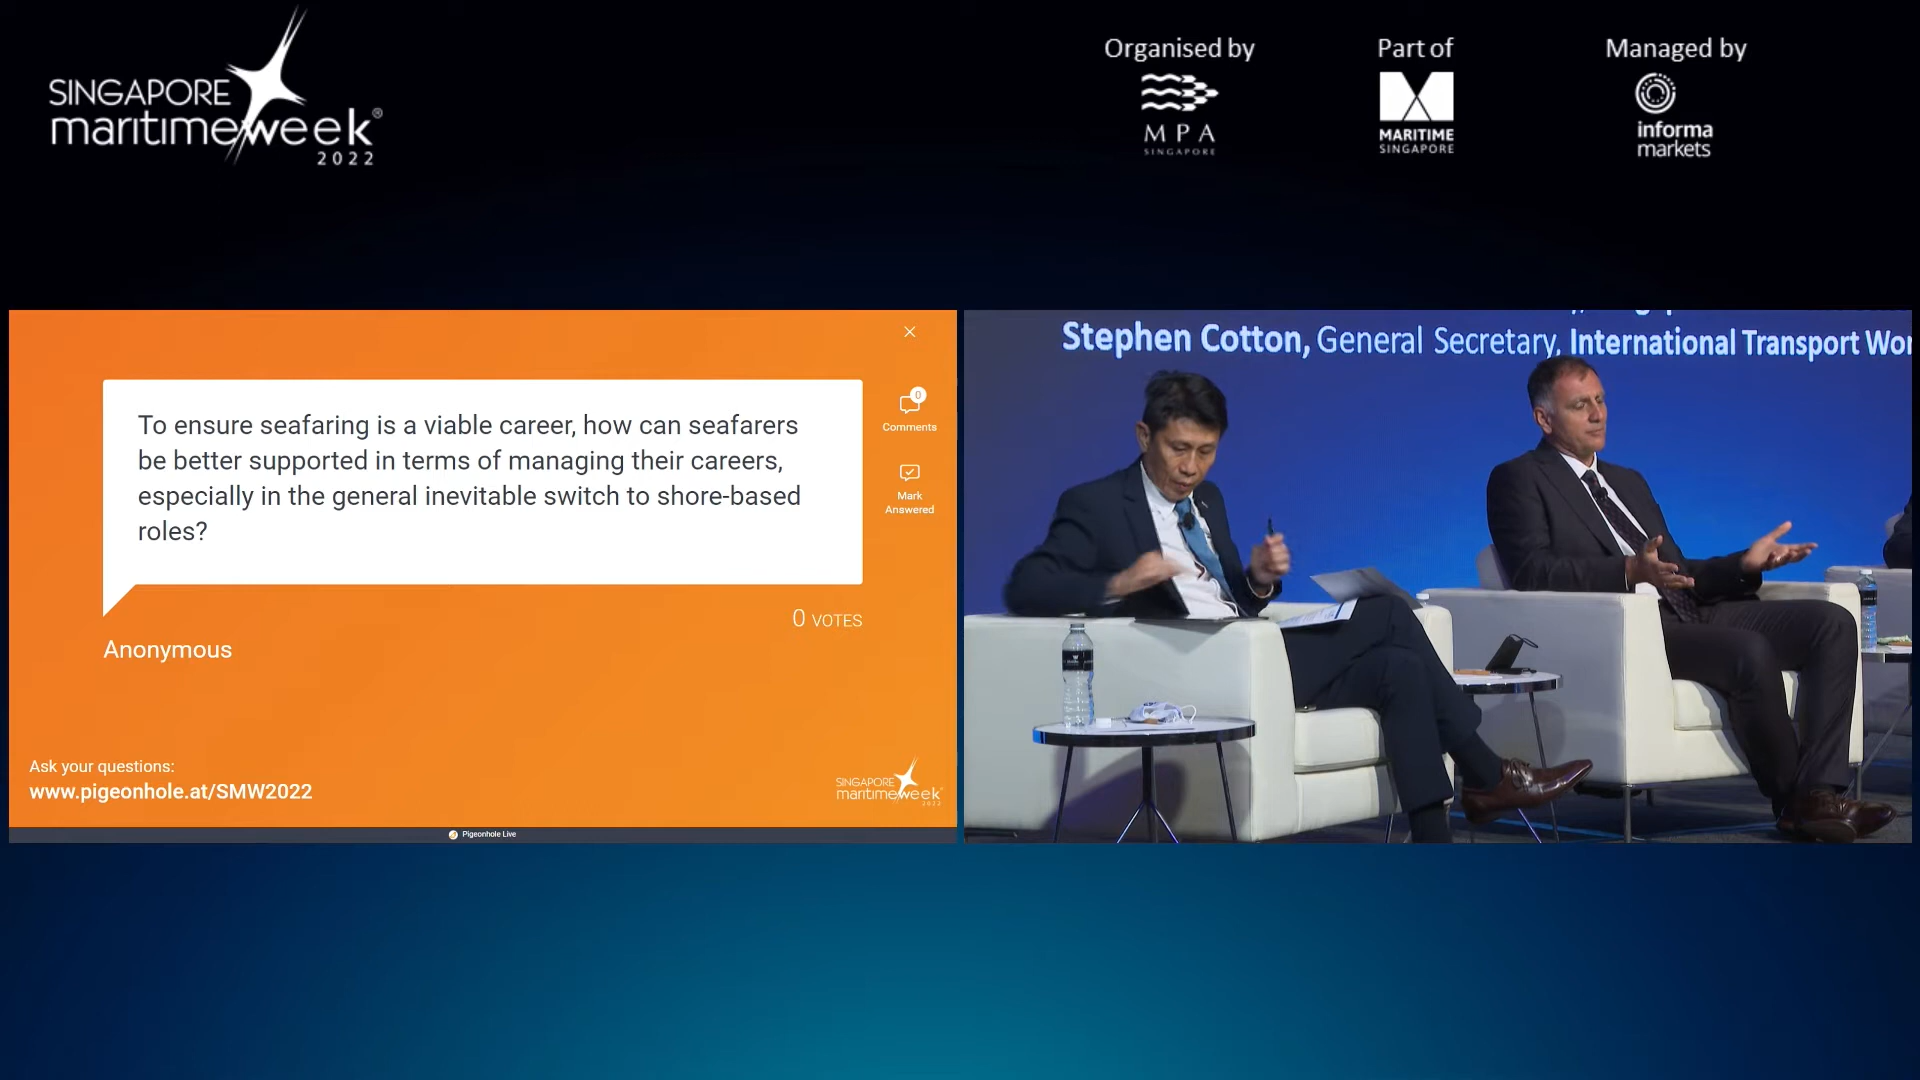 SINGAPORE
maritimeweek®
2022
Organised by
MPA
SINGAPORE
Part of
MARITIME
SINGAPORE
Managed by
informa
markets
To ensure seafaring is a viable career, how can seafarers
be better supported in terms of managing their careers,
especially in the general inevitable switch to shore-based
roles?
0
Comments
Mark
Answered
0 VOTES
Anonymous
Ask your questions:
www.pigeonhole.at/SMW2022
SINGAPORE
maritimeweek
2022
Pigeonhole Live
Stephen Cotton, General Secretary, International Transport Wor